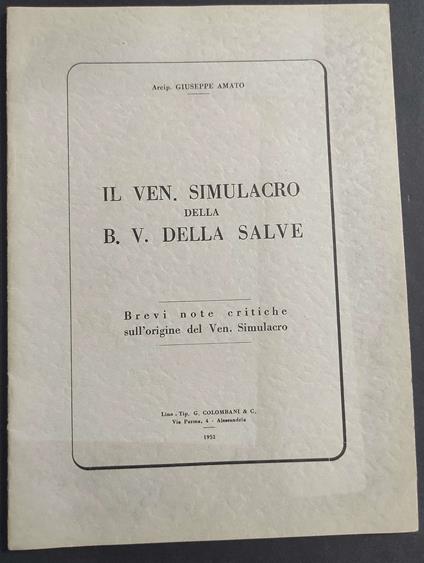 Arcip. GIUSEPPE AMATO
IL VEN. SIMULACRO
DELLA
B. V. DELLA SALVE
Brevi note critiche
sull'origine del Ven. Simulacro
Lino - Tip. G. COLOMBANI & C.
Via Parma, 4 - Alessandria
1952